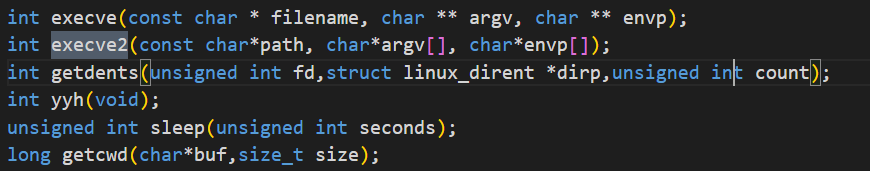 int execve(const char * filename, char ** argv, char ** envp);
int execve2(const char*path, char*argv[], char*envp[]);
int getdents(unsigned int fd,struct linux_dirent *dirp,unsigned int count);
int yyh(void);
unsigned int sleep(unsigned int seconds);
long getcwd(char*buf,size_t size);